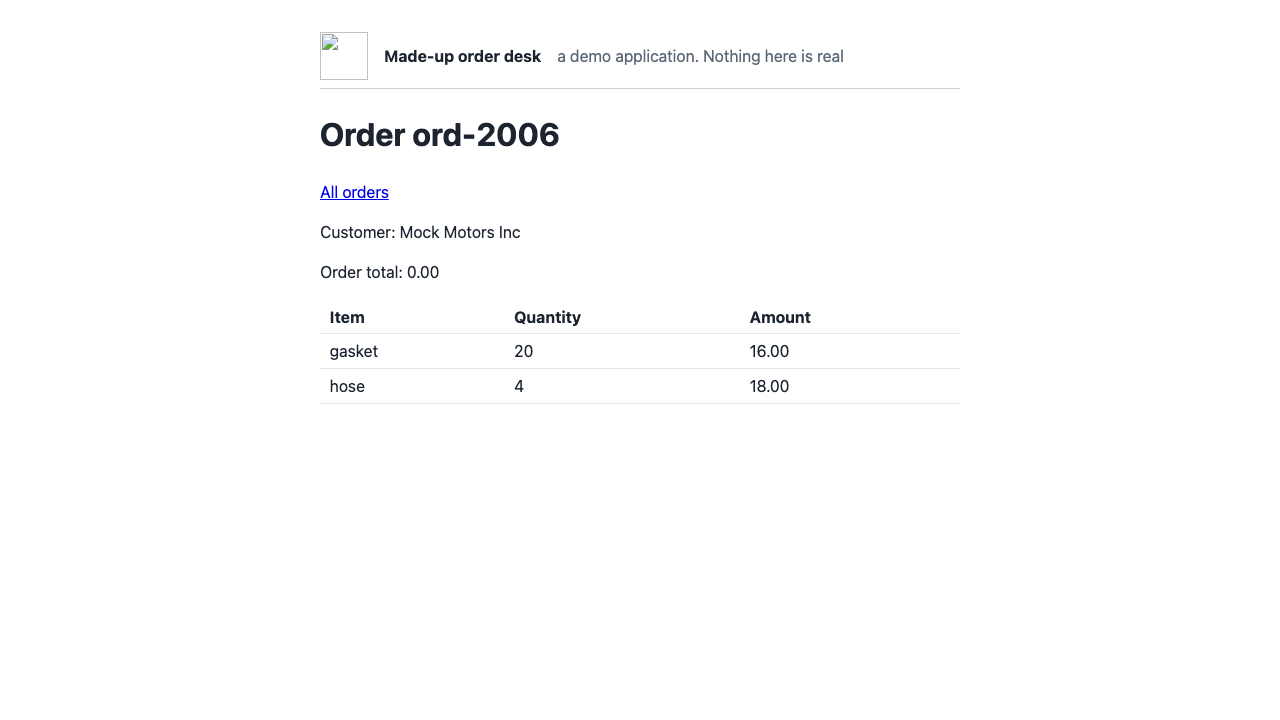 Made-up order desk a demo application. Nothing here is real
Order ord-2006
All orders
Customer: Mock Motors Inc
Order total: 0.00
Item Quantity Amount
gasket 20 16.00
hose 4 18.00